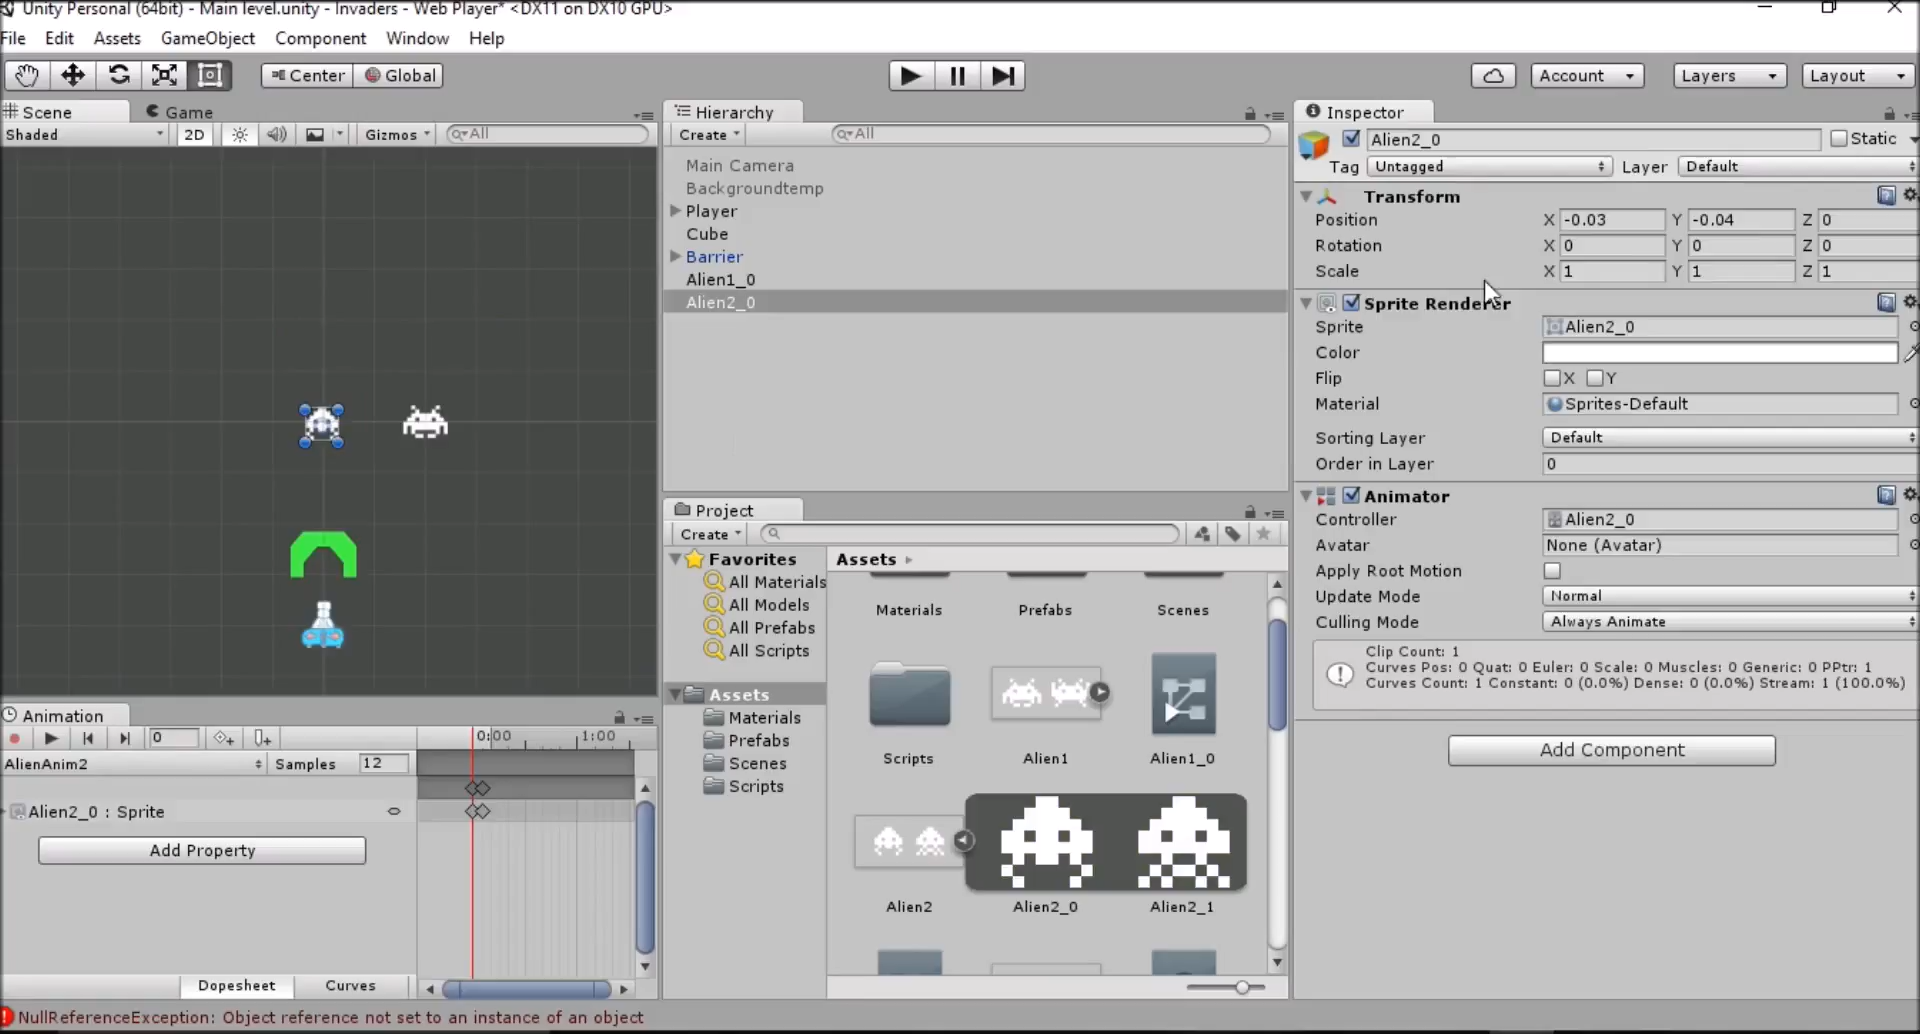 Unity Personal (64bit) - Main level.unity - Invaders - Web Player* <DX11 on DX10 GPU>
File Edit Assets GameObject Component Window Help
Center Global Account Layers Layout
Scene Game
Shaded 2D Gizmos All
Hierarchy
Create All
Main Camera
Backgroundtemp
Player
Cube
Barrier
Alien1_0
Alien2_0
Project
Create
Favorites
All Materials
All Models
All Prefabs
All Scripts
Assets
Materials
Prefabs
Scenes
Scripts
Assets
Materials Prefabs Scenes
Scripts Alien1 Alien1_0
Alien2 Alien2_0 Alien2_1
Animation
0 0:00 1:00
AlienAnim2 Samples 12
Alien2_0 : Sprite
Add Property
Dopesheet Curves
Inspector
Alien2_0 Static
Tag Untagged Layer Default
Transform
Position X -0.03 Y -0.04 Z 0
Rotation X 0 Y 0 Z 0
Scale X 1 Y 1 Z 1
Sprite Renderer
Sprite Alien2_0
Color
Flip X Y
Material Sprites-Default
Sorting Layer Default
Order in Layer 0
Animator
Controller Alien2_0
Avatar None (Avatar)
Apply Root Motion
Update Mode Normal
Culling Mode Always Animate
Clip Count: 1
Curves Pos: 0 Quat: 0 Euler: 0 Scale: 0 Muscles: 0 Generic: 0 PPtr: 1
Curves Count: 1 Constant: 0 (0.0%) Dense: 0 (0.0%) Stream: 1 (100.0%)
Add Component
NullReferenceException: Object reference not set to an instance of an object